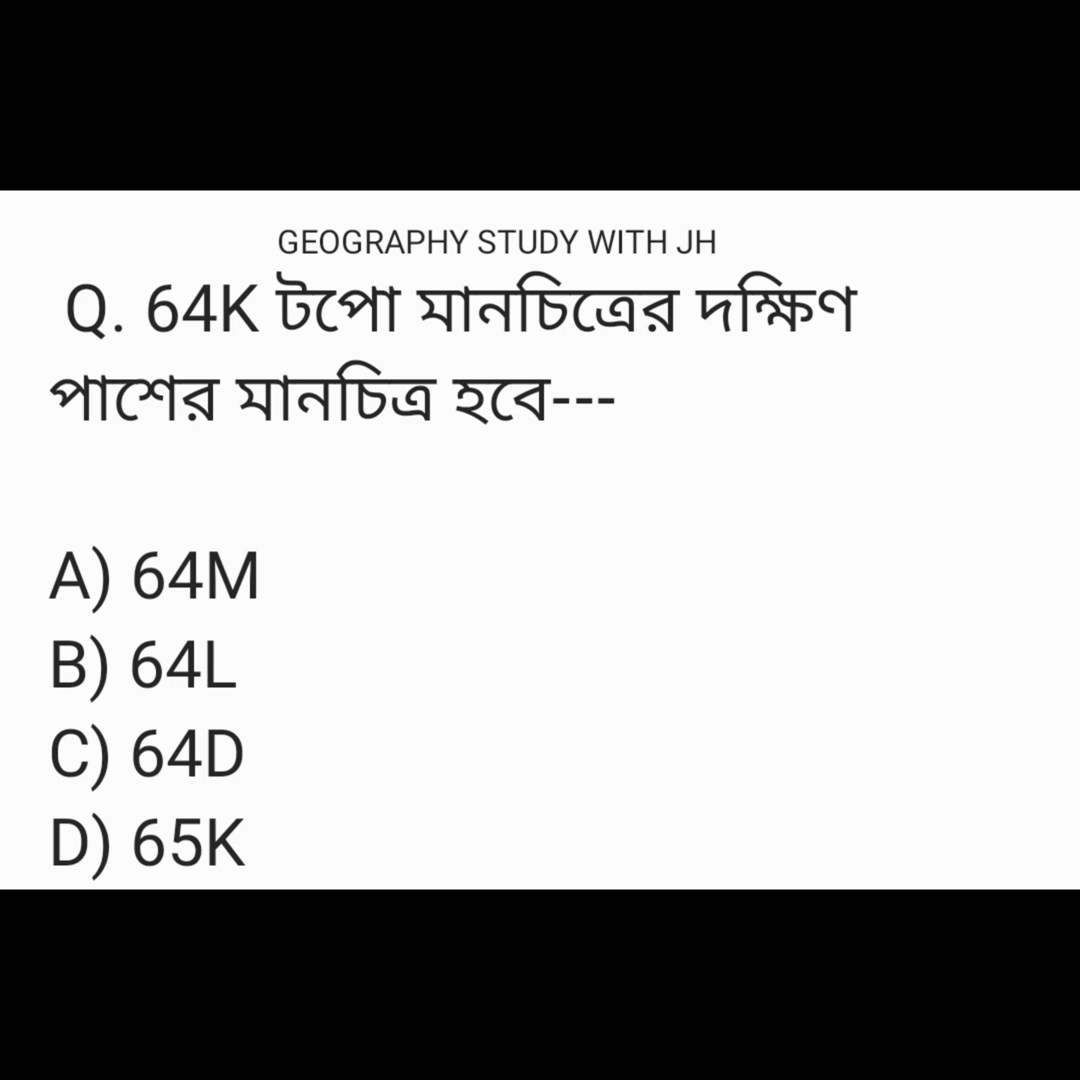 GEOGRAPHY STUDY WITH JH
Q. 64K টপো মানচিত্রের দক্ষিণ
পাশের মানচিত্র হবে---
A) 64M
B) 64L
C) 64D
D) 65K